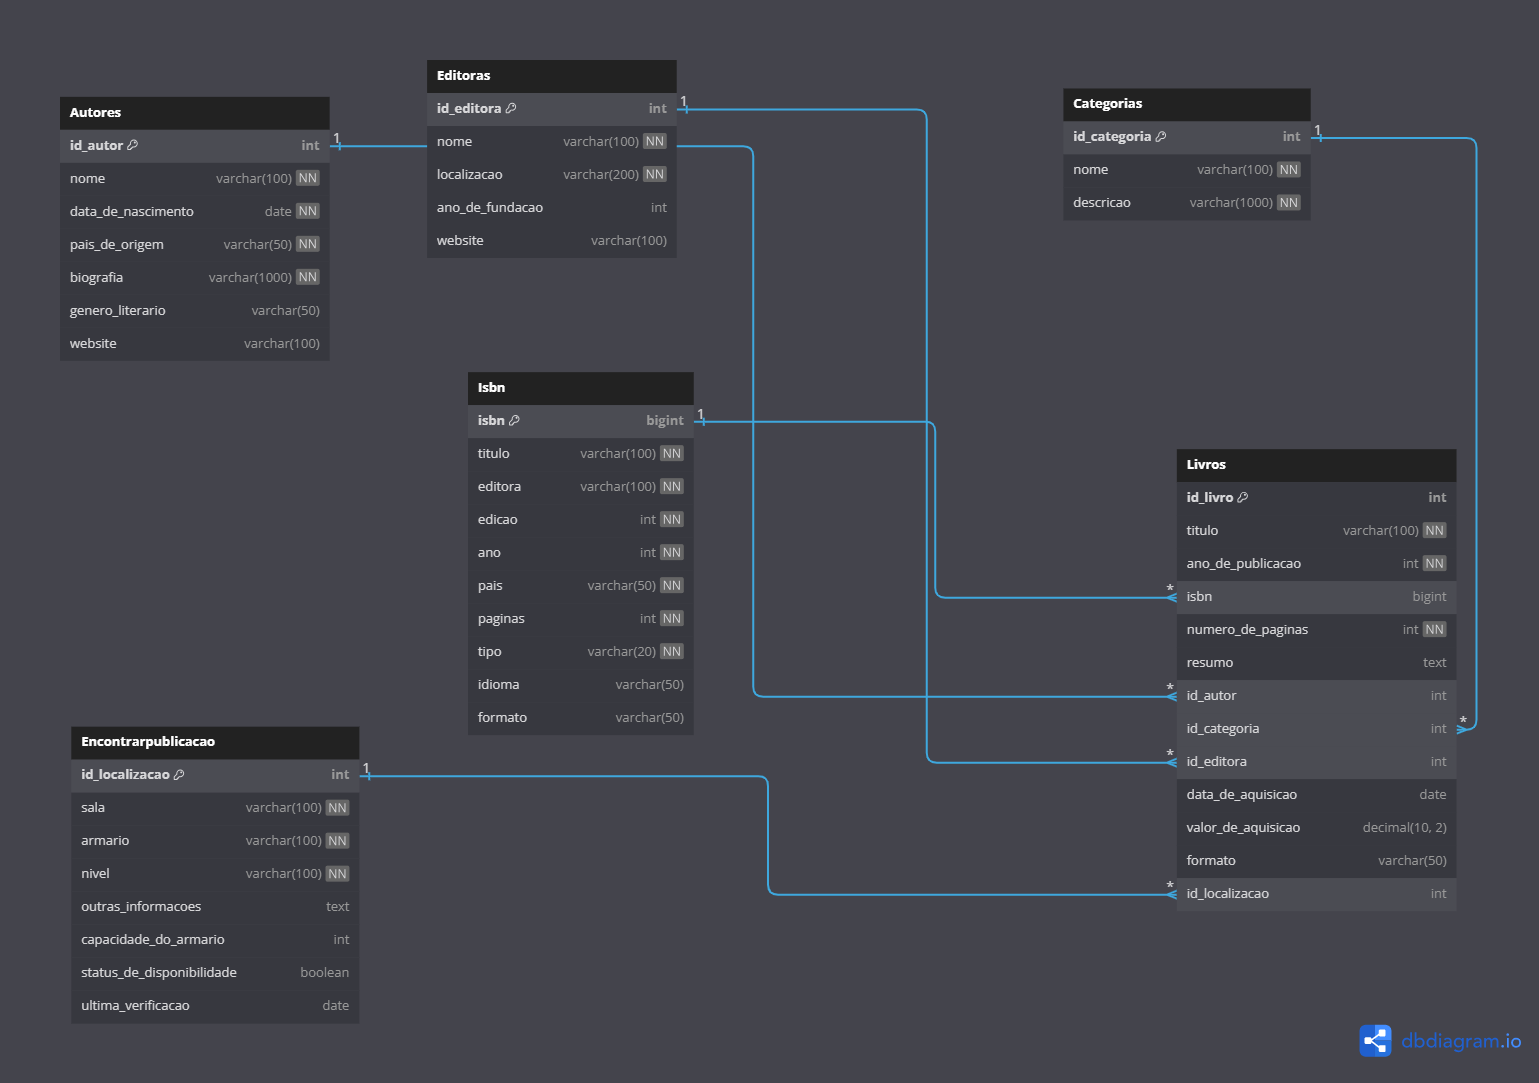 Autores
id_autor int
nome varchar(100) NN
data_de_nascimento date NN
pais_de_origem varchar(50) NN
biografia varchar(1000) NN
genero_literario varchar(50)
website varchar(100)
1
Editoras
id_editora int
nome varchar(100) NN
localizacao varchar(200) NN
ano_de_fundacao int
website varchar(100)
1
Categorias
id_categoria int
nome varchar(100) NN
descricao varchar(1000) NN
1
Isbn
isbn bigint
titulo varchar(100) NN
editora varchar(100) NN
edicao int NN
ano int NN
pais varchar(50) NN
paginas int NN
tipo varchar(20) NN
idioma varchar(50)
formato varchar(50)
1
Livros
id_livro int
titulo varchar(100) NN
ano_de_publicacao int NN
* isbn bigint
numero_de_paginas int NN
resumo text
* id_autor int
id_categoria int *
* id_editora int
data_de_aquisicao date
valor_de_aquisicao decimal(10, 2)
formato varchar(50)
* id_localizacao int
Encontrarpublicacao
id_localizacao int
sala varchar(100) NN
armario varchar(100) NN
nivel varchar(100) NN
outras_informacoes text
capacidade_do_armario int
status_de_disponibilidade boolean
ultima_verificacao date
1
dbdiagram.io